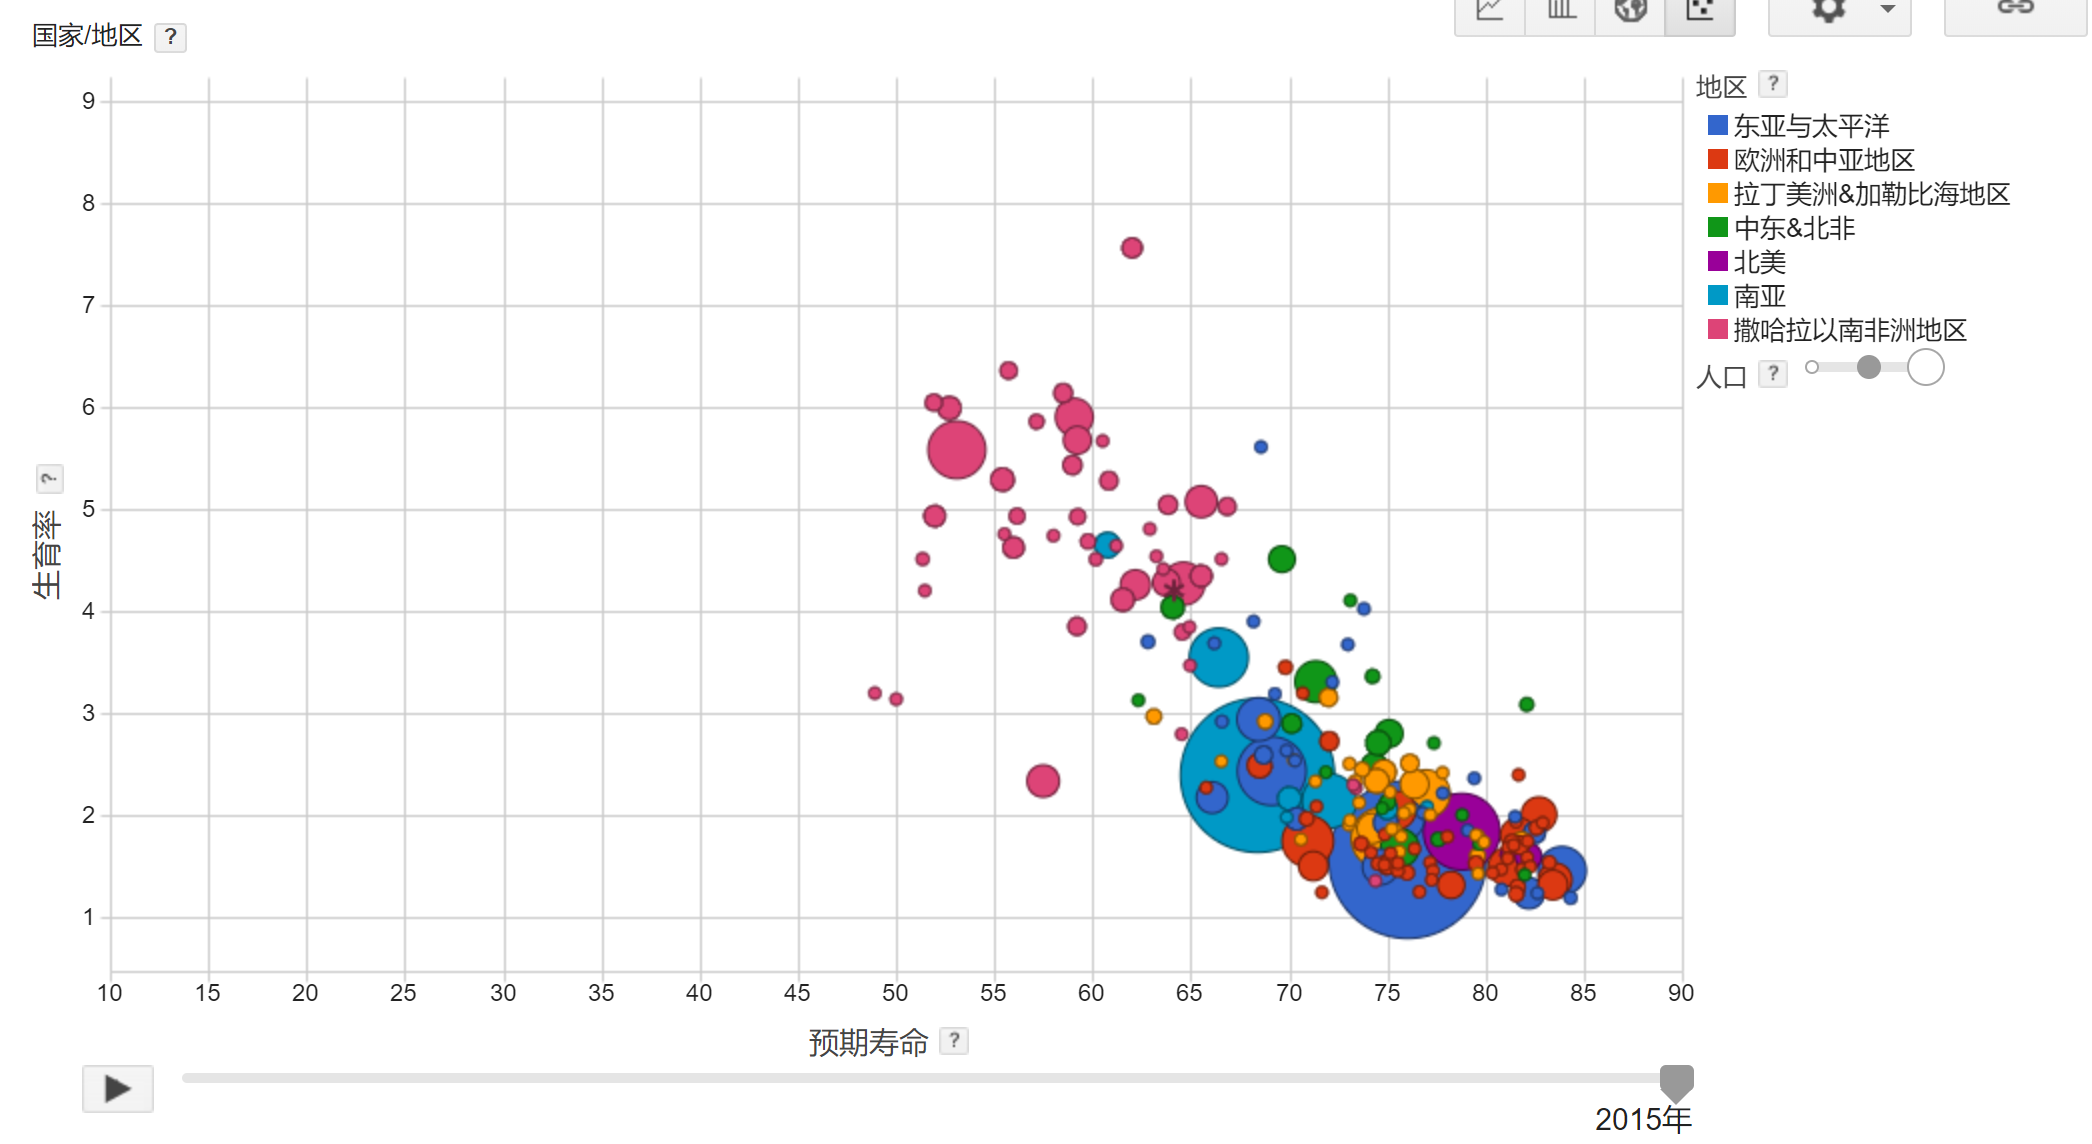 国家/地区 ?
地区 ?
东亚与太平洋
欧洲和中亚地区
拉丁美洲&加勒比海地区
中东&北非
北美
南亚
撒哈拉以南非洲地区
人口 ?
生育率 ?
9
8
7
6
5
4
3
2
1
10 15 20 25 30 35 40 45 50 55 60 65 70 75 80 85 90
预期寿命 ?
2015年